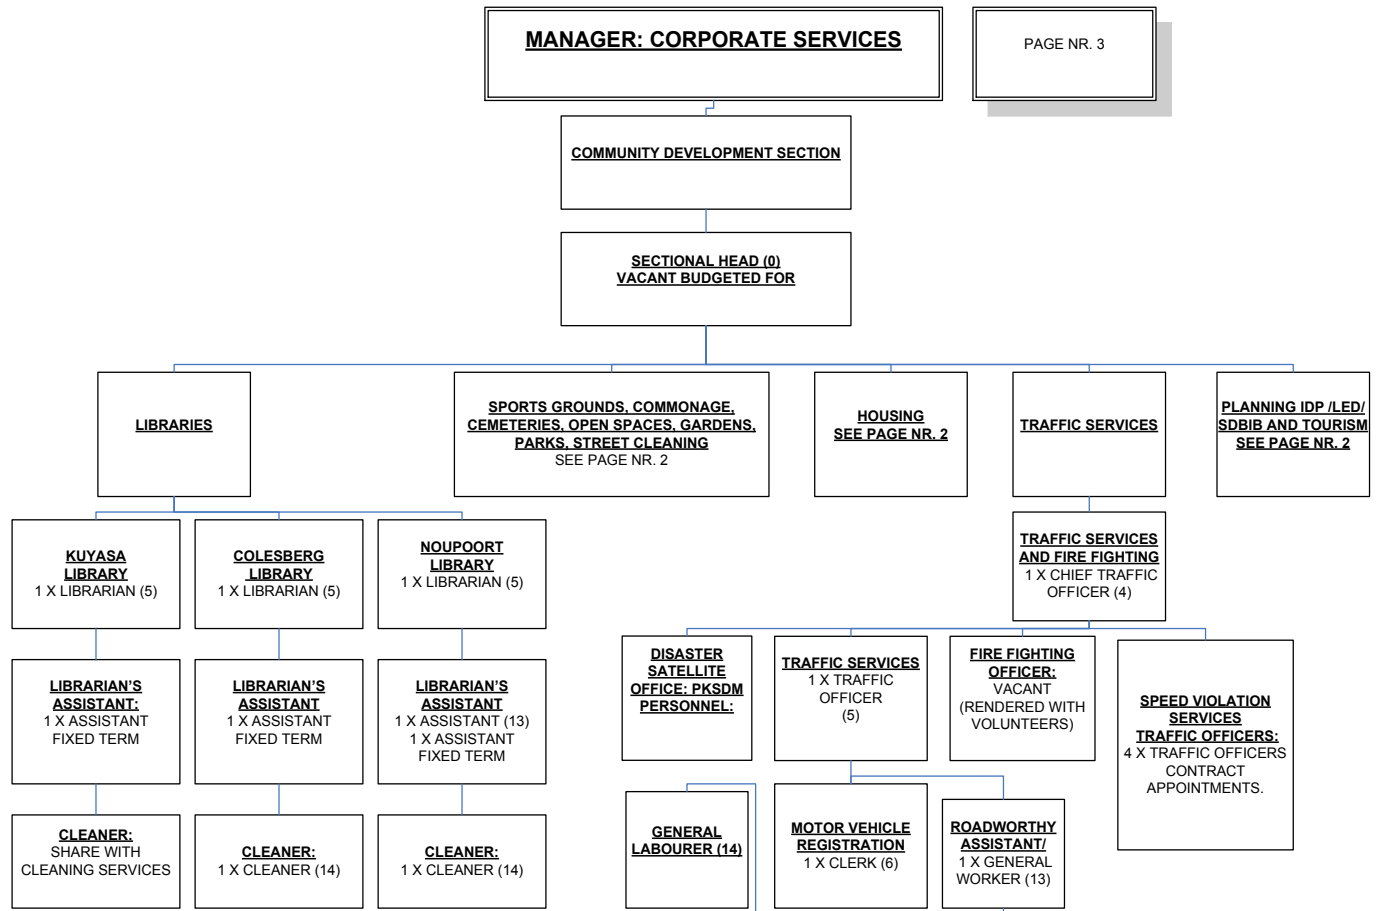 MANAGER: CORPORATE SERVICES
PAGE NR. 3
COMMUNITY DEVELOPMENT SECTION
SECTIONAL HEAD (0)
VACANT BUDGETED FOR
LIBRARIES
SPORTS GROUNDS, COMMONAGE,
CEMETERIES, OPEN SPACES, GARDENS,
PARKS, STREET CLEANING
SEE PAGE NR. 2
HOUSING
SEE PAGE NR. 2
TRAFFIC SERVICES
PLANNING IDP /LED/
SDBIB AND TOURISM
SEE PAGE NR. 2
KUYASA
LIBRARY
1 X LIBRARIAN (5)
COLESBERG
LIBRARY
1 X LIBRARIAN (5)
NOUPOORT
LIBRARY
1 X LIBRARIAN (5)
TRAFFIC SERVICES
AND FIRE FIGHTING
1 X CHIEF TRAFFIC
OFFICER (4)
LIBRARIAN'S
ASSISTANT:
1 X ASSISTANT
FIXED TERM
LIBRARIAN'S
ASSISTANT
1 X ASSISTANT
FIXED TERM
LIBRARIAN'S
ASSISTANT
1 X ASSISTANT (13)
1 X ASSISTANT
FIXED TERM
DISASTER
SATELLITE
OFFICE: PKSDM
PERSONNEL:
TRAFFIC SERVICES
1 X TRAFFIC
OFFICER
(5)
FIRE FIGHTING
OFFICER:
VACANT
(RENDERED WITH
VOLUNTEERS)
SPEED VIOLATION
SERVICES
TRAFFIC OFFICERS:
4 X TRAFFIC OFFICERS
CONTRACT
APPOINTMENTS.
CLEANER:
SHARE WITH
CLEANING SERVICES
CLEANER:
1 X CLEANER (14)
CLEANER:
1 X CLEANER (14)
GENERAL
LABOURER (14)
MOTOR VEHICLE
REGISTRATION
1 X CLERK (6)
ROADWORTHY
ASSISTANT/
1 X GENERAL
WORKER (13)